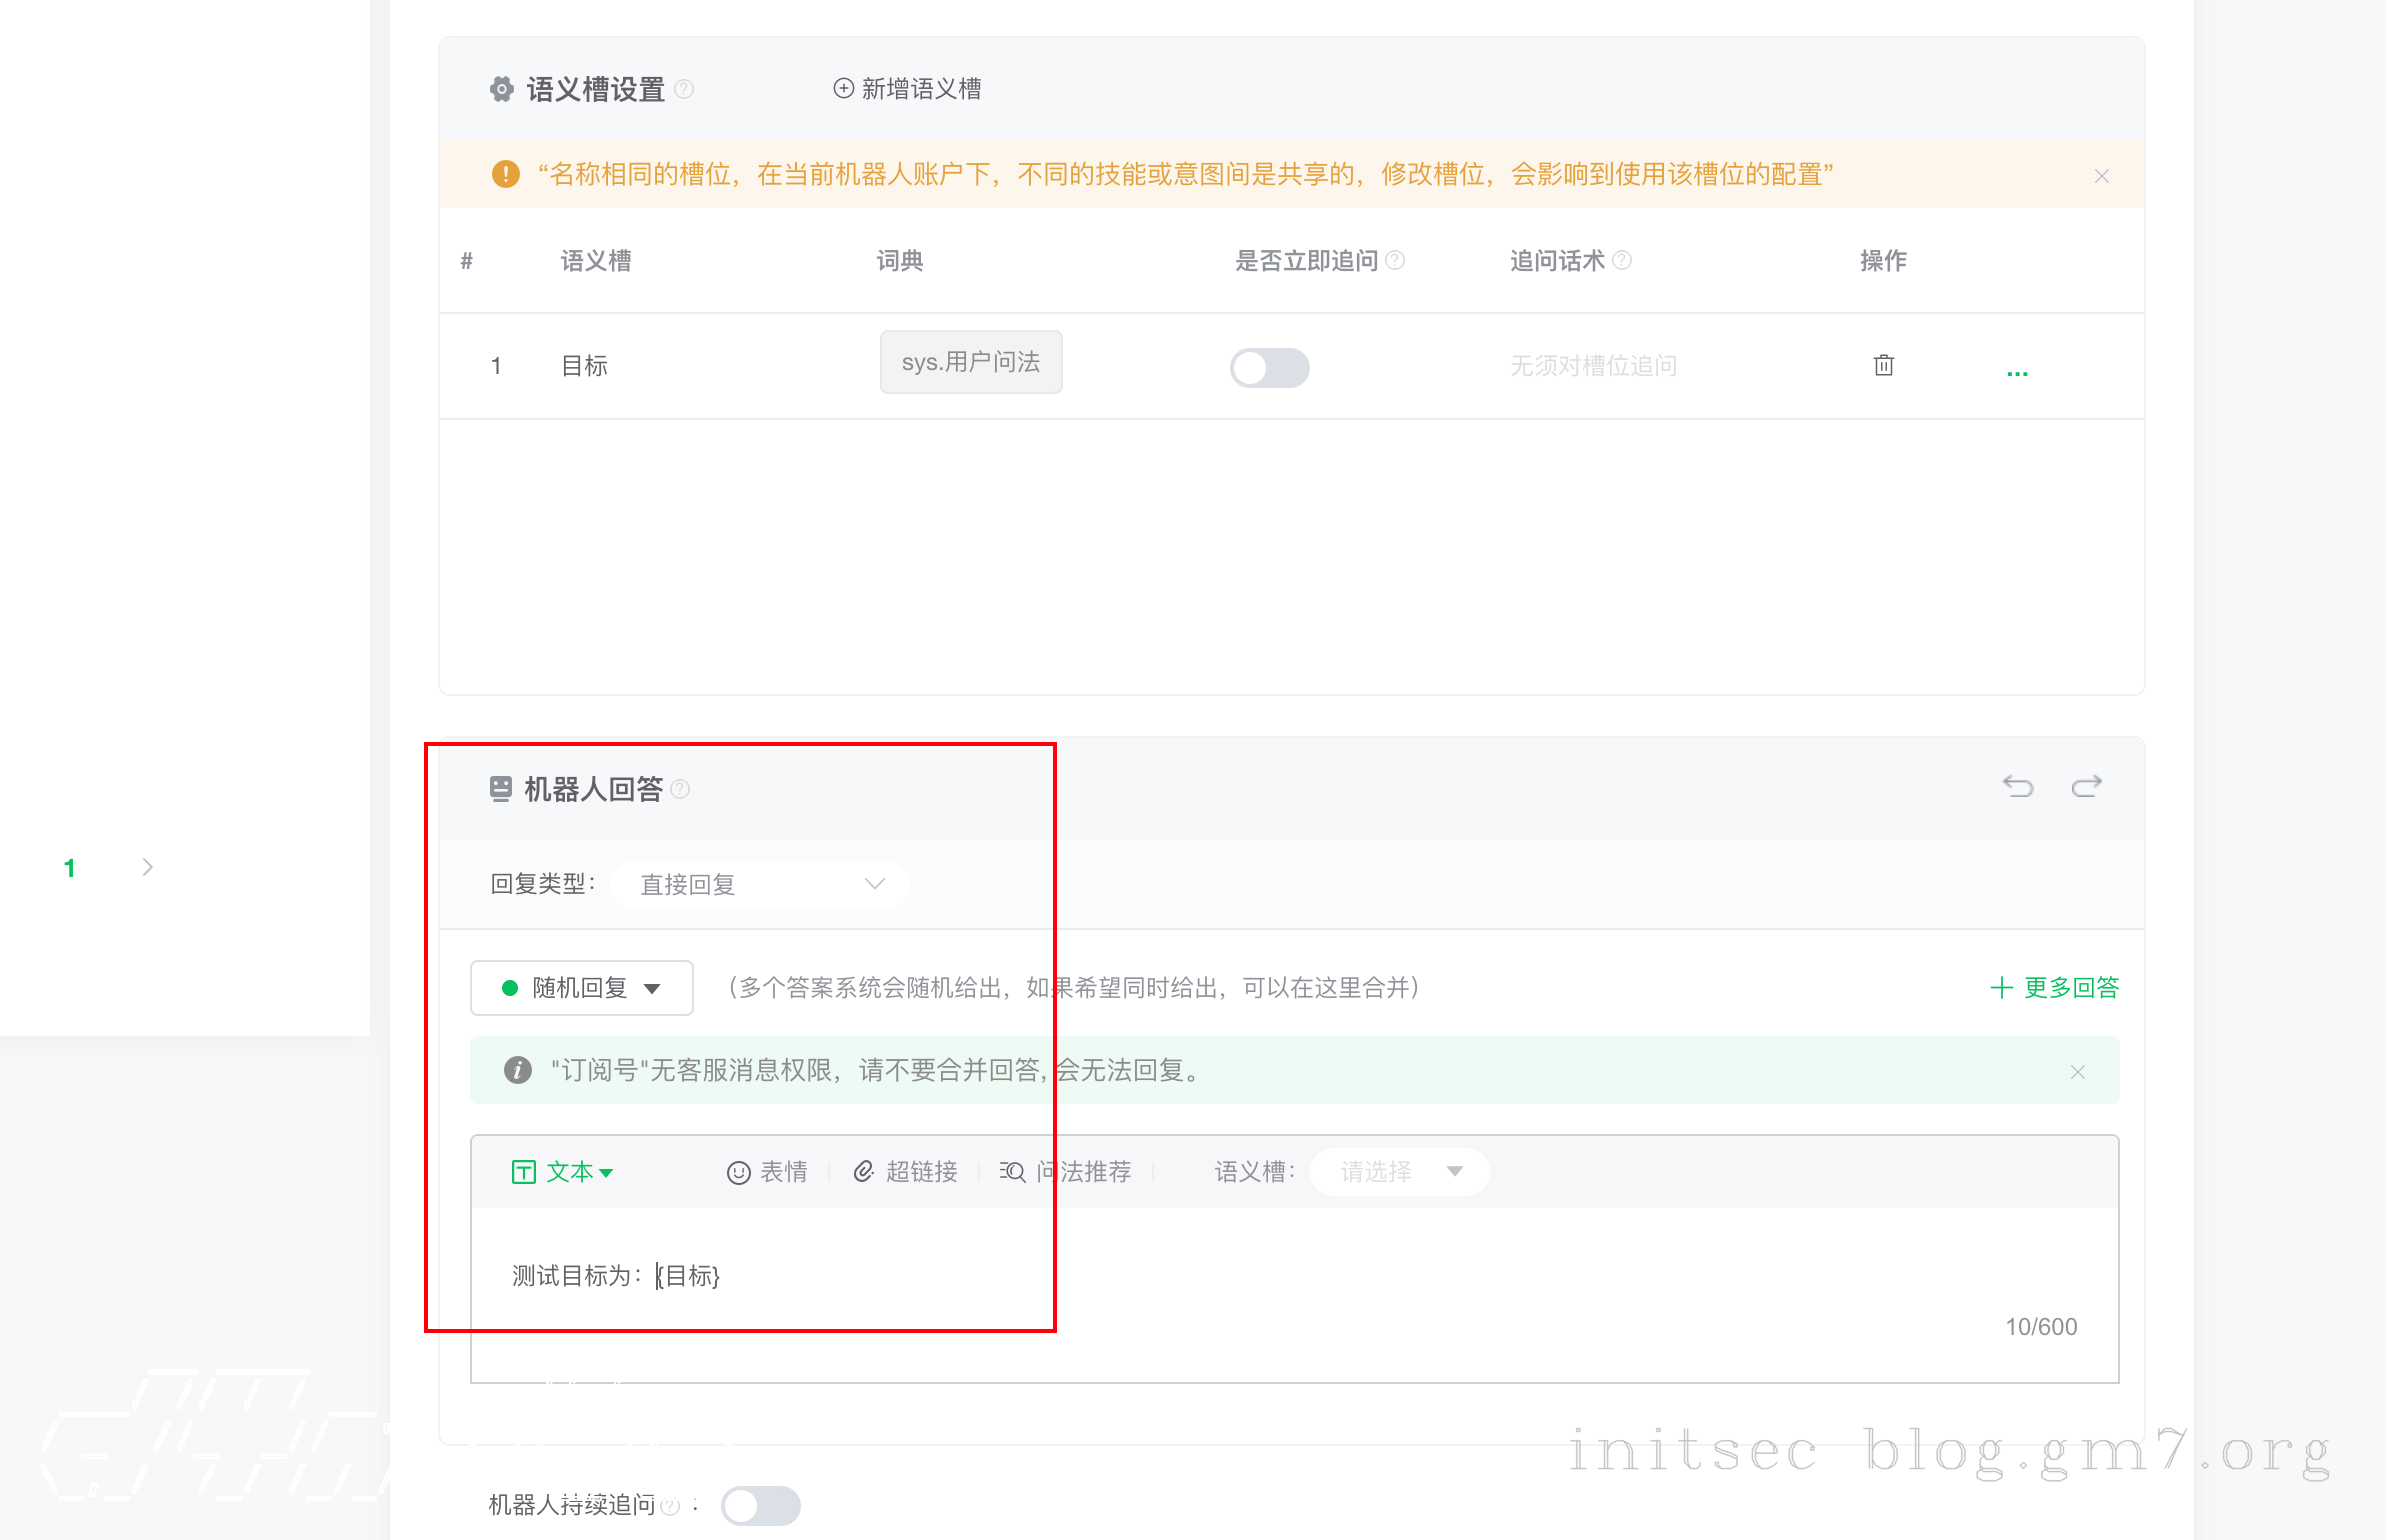 语义槽设置 新增语义槽
“名称相同的槽位，在当前机器人账户下，不同的技能或意图间是共享的，修改槽位，会影响到使用该槽位的配置”
# 语义槽 词典 是否立即追问 追问话术 操作
1 目标 sys.用户问法 无须对槽位追问 ...
机器人回答
1
回复类型： 直接回复
随机回复 （多个答案系统会随机给出，如果希望同时给出，可以在这里合并） 更多回答
"订阅号"无客服消息权限，请不要合并回答, 会无法回复。
文本 表情 超链接 问法推荐 语义槽： 请选择
测试目标为：{目标}
10/600
initsec blog.gm7.org
机器人持续追问 ：